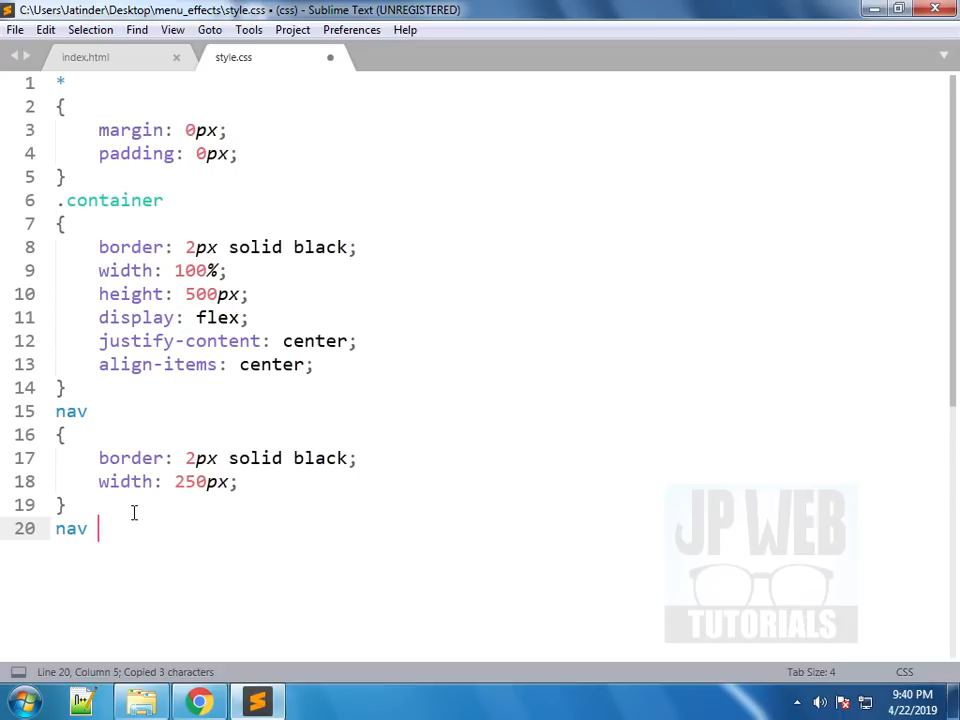 C:\Users\Jatinder\Desktop\menu_effects\style.css • (css) - Sublime Text (UNREGISTERED)
File Edit Selection Find View Goto Tools Project Preferences Help
index.html style.css
1 *
2 {
3 margin: 0px;
4 padding: 0px;
5 }
6 .container
7 {
8 border: 2px solid black;
9 width: 100%;
10 height: 500px;
11 display: flex;
12 justify-content: center;
13 align-items: center;
14 }
15 nav
16 {
17 border: 2px solid black;
18 width: 250px;
19 }
20 nav
JP WEB
TUTORIALS
Line 20, Column 5; Copied 3 characters Tab Size: 4 CSS
9:40 PM
4/22/2019